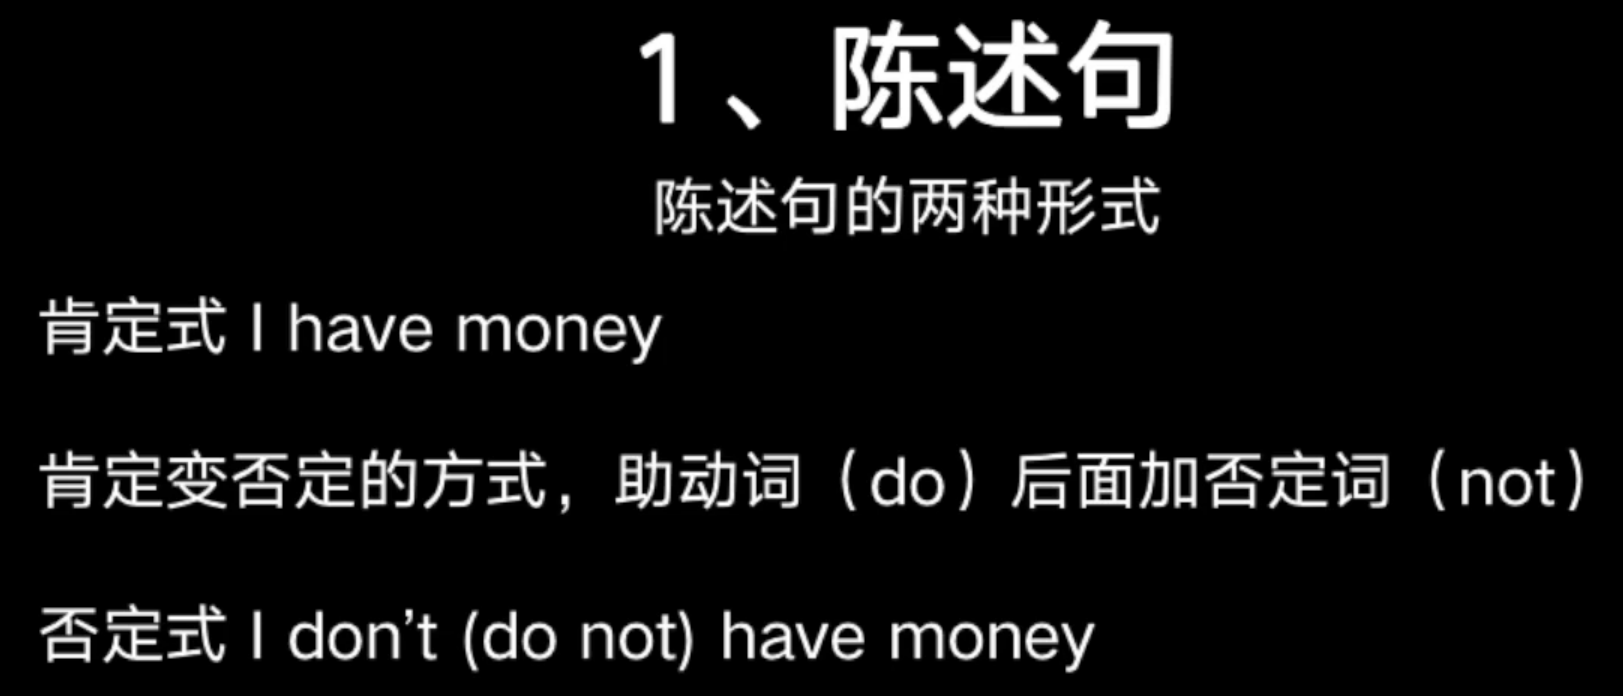 1、陈述句
陈述句的两种形式
肯定式 I have money
肯定变否定的方式，助动词（do）后面加否定词（not）
否定式 I don’t (do not) have money